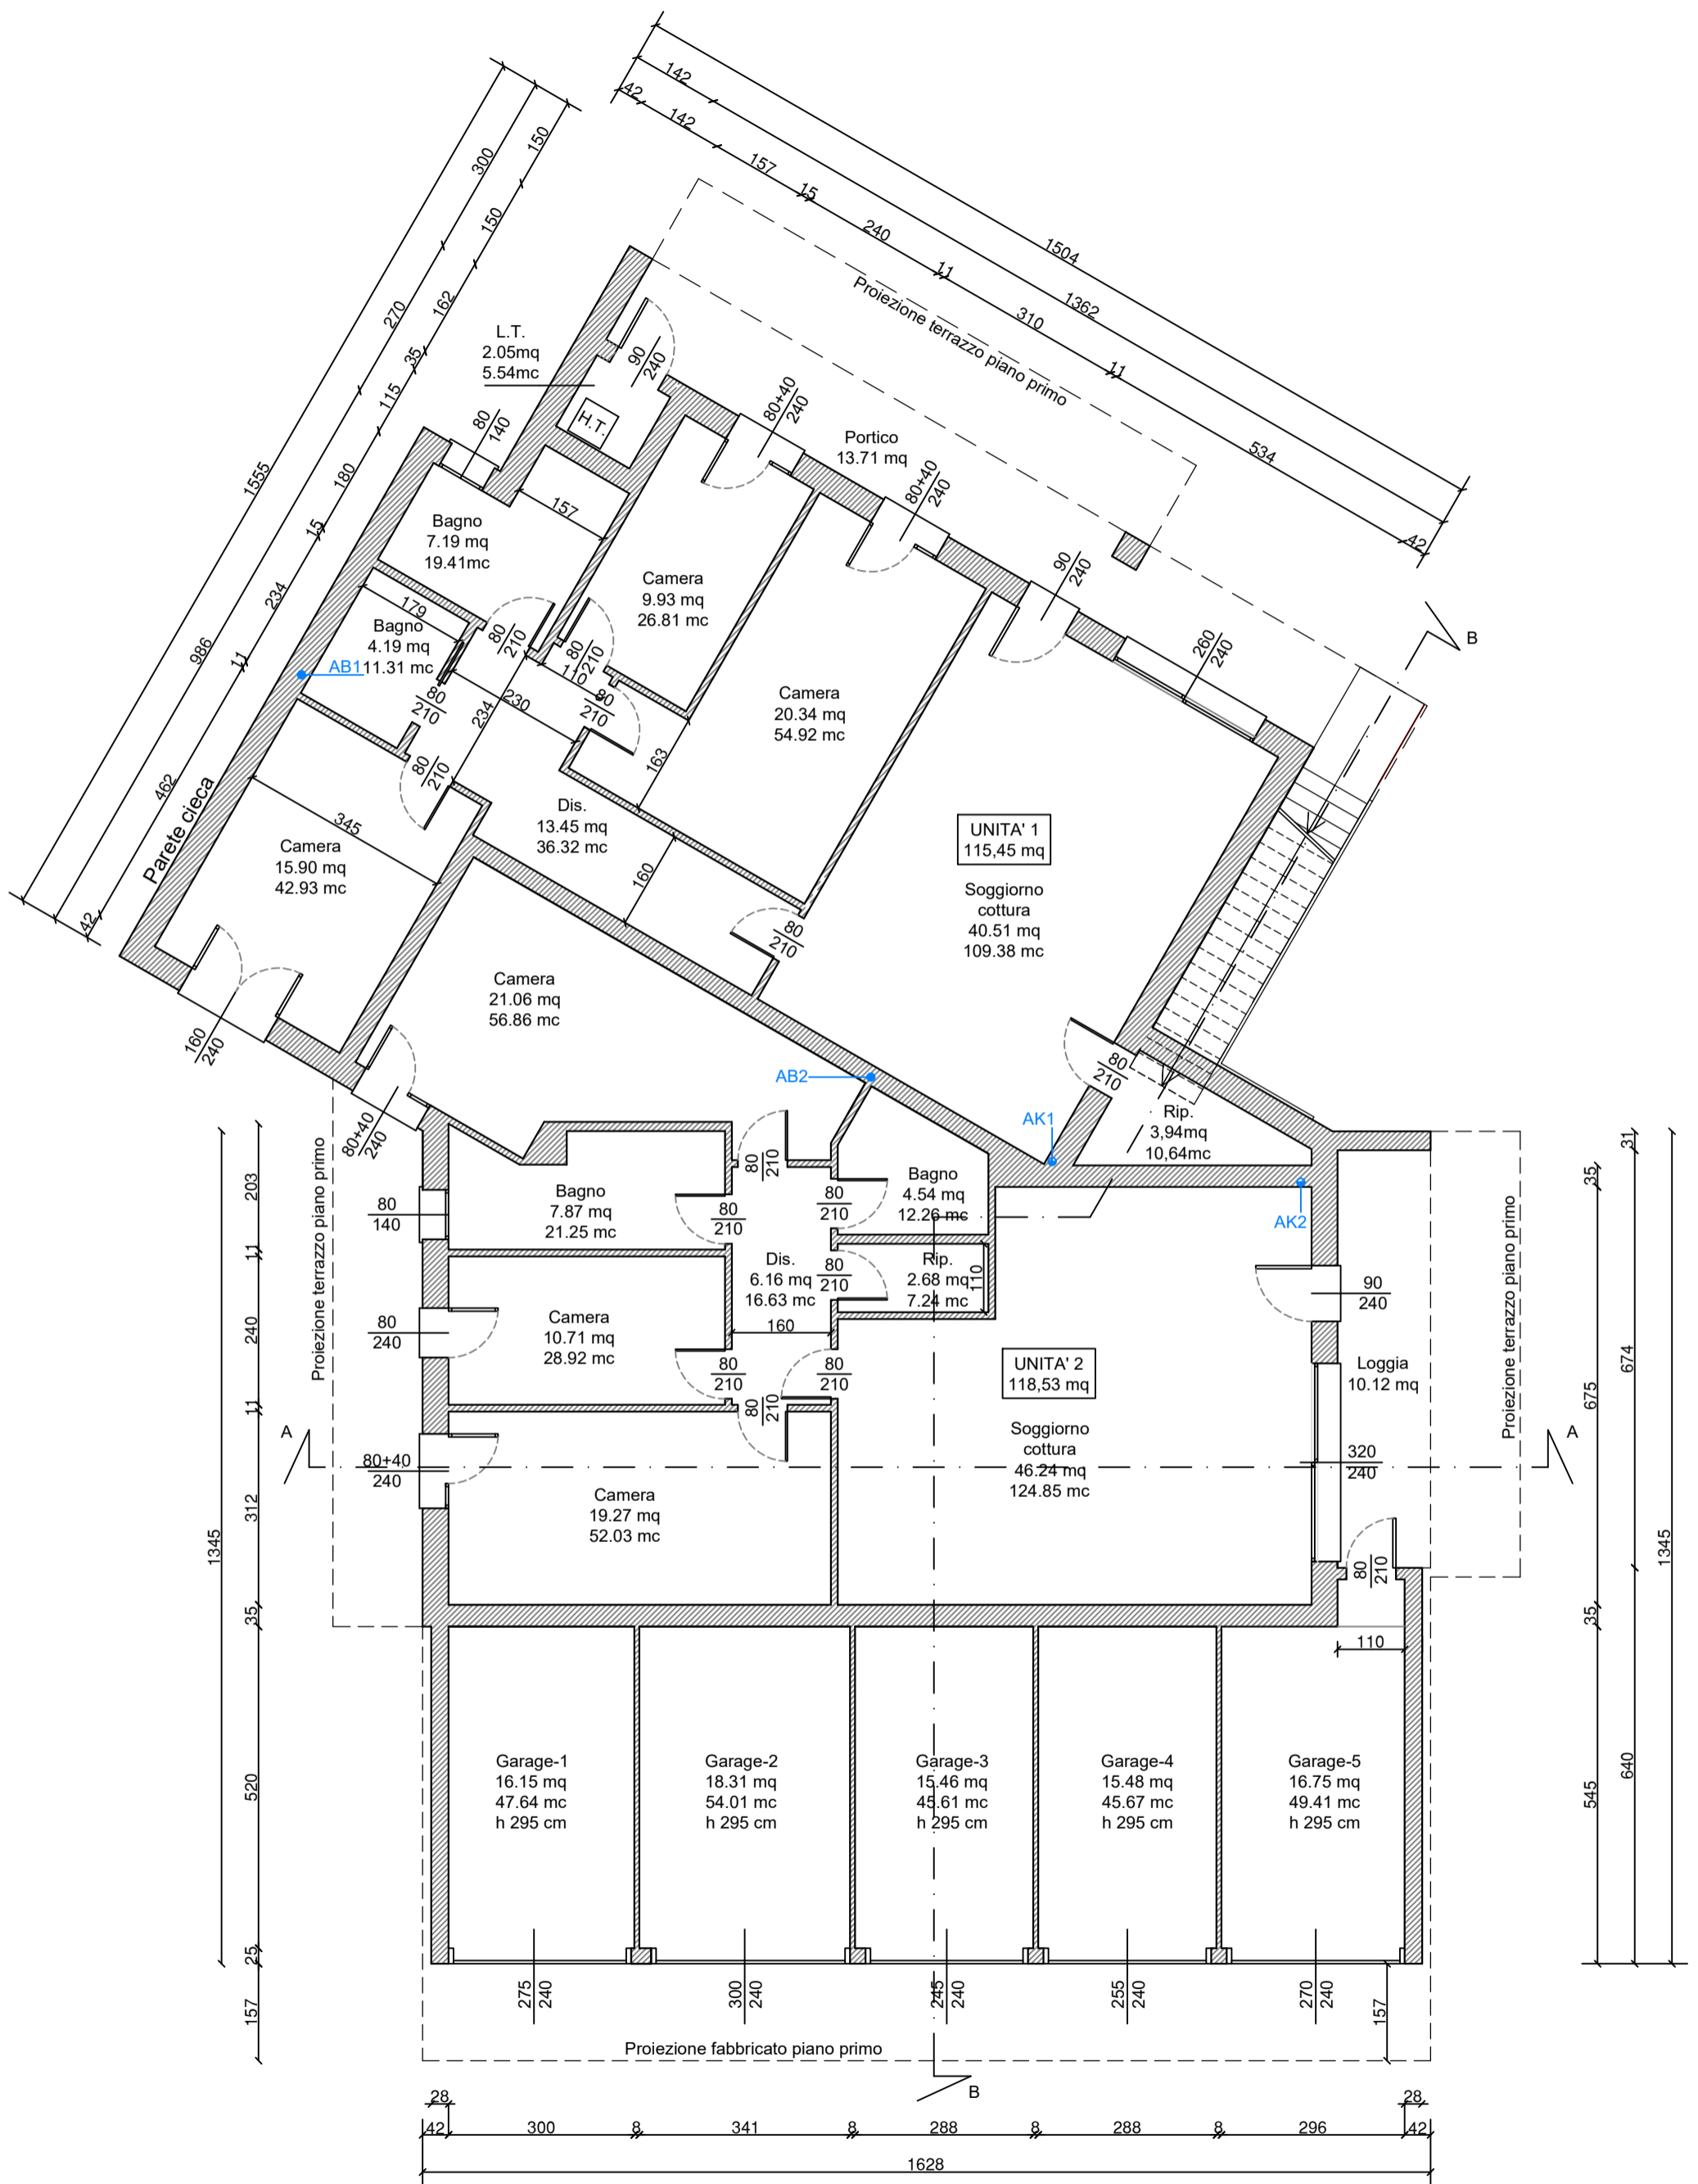 142
42
142
157
15
240
11
310
11
534
42
1504
1362
Proiezione terrazzo piano primo
150
300
150
162
270
35
115
180
15
234
11
462
42
1555
986
L.T.
2.05mq
5.54mc
H.T.
90
240
80
140
80+40
240
Portico
13.71 mq
80+40
240
90
240
260
240
B
157
Bagno
7.19 mq
19.41mc
179
Bagno
4.19 mq
11.31 mc
AB1
80
210
80
210
110
80
210
230
234
80
210
80
210
163
Camera
9.93 mq
26.81 mc
Camera
20.34 mq
54.92 mc
Dis.
13.45 mq
36.32 mc
160
UNITA' 1
115,45 mq
Soggiorno
cottura
40.51 mq
109.38 mc
Parete cieca
345
Camera
15.90 mq
42.93 mc
160
240
80
210
Camera
21.06 mq
56.86 mc
80+40
240
AB2
AK1
80
210
Rip.
3,94mq
10,64mc
AK2
Proiezione terrazzo piano primo
80
210
Bagno
7.87 mq
21.25 mc
80
210
80
210
Bagno
4.54 mq
12.26 mc
80
140
Dis.
6.16 mq
16.63 mc
80
210
Rip.
2.68 mq
7.24 mc
110
160
80
240
Camera
10.71 mq
28.92 mc
80
210
80
210
80
210
UNITA' 2
118,53 mq
Soggiorno
cottura
46.24 mq
124.85 mc
90
240
Loggia
10.12 mq
Proiezione terrazzo piano primo
A
80+40
240
320
240
A
Camera
19.27 mq
52.03 mc
80
210
110
203
11
240
11
312
35
520
25
157
1345
35
675
35
545
31
674
640
1345
Garage-1
16.15 mq
47.64 mc
h 295 cm
Garage-2
18.31 mq
54.01 mc
h 295 cm
Garage-3
15.46 mq
45.61 mc
h 295 cm
Garage-4
15.48 mq
45.67 mc
h 295 cm
Garage-5
16.75 mq
49.41 mc
h 295 cm
275
240
300
240
245
240
255
240
270
240
157
Proiezione fabbricato piano primo
B
28
28
42
300
8
341
8
288
8
288
8
296
42
1628